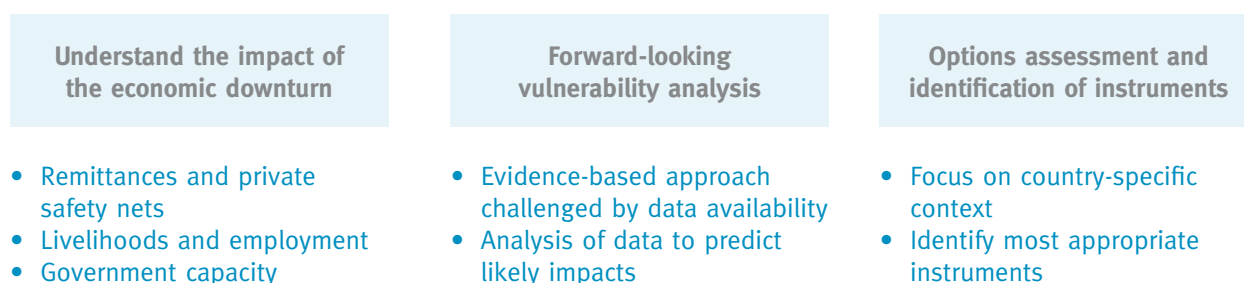 Understand the impact of
the economic downturn
• Remittances and private
safety nets
• Livelihoods and employment
• Government capacity
Forward-looking
vulnerability analysis
• Evidence-based approach
challenged by data availability
• Analysis of data to predict
likely impacts
Options assessment and
identification of instruments
• Focus on country-specific
context
• Identify most appropriate
instruments